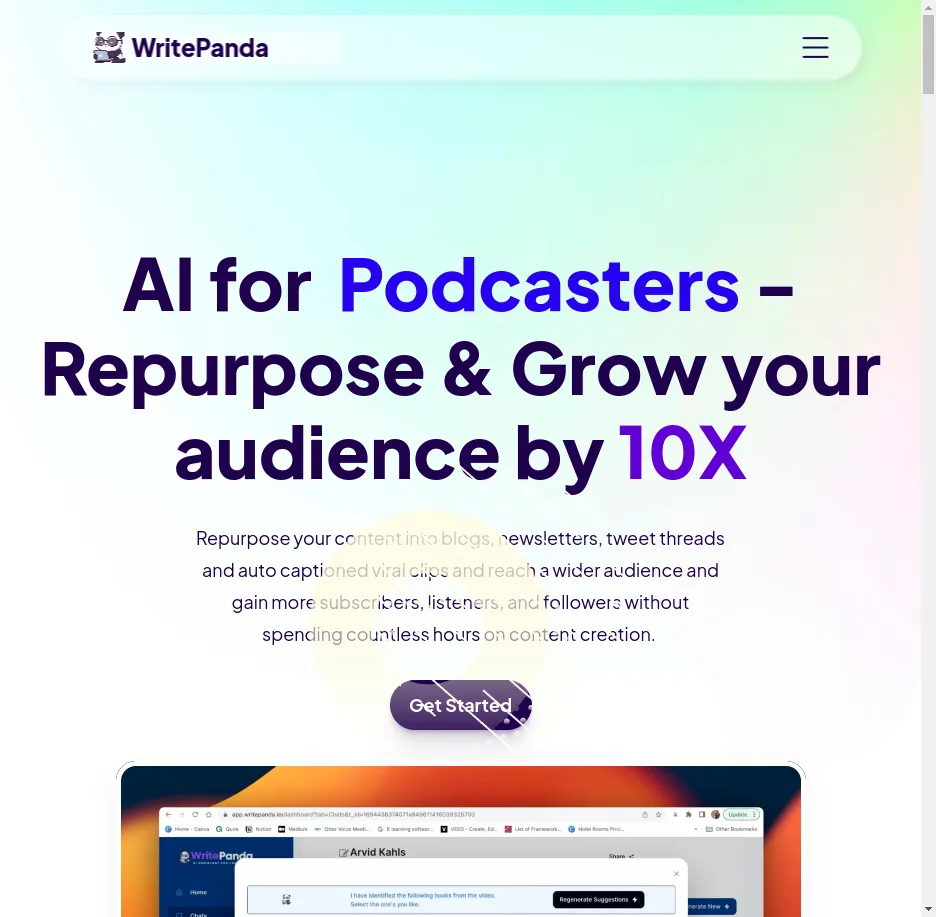 WritePanda
AI for Podcasters –
Repurpose & Grow your
audience by 10X
Repurpose your content into blogs, newsletters, tweet threads
and auto captioned viral clips and reach a wider audience and
gain more subscribers, listeners, and followers without
spending countless hours on content creation.
Get Started
app.writepanda.io/dashboard?tab=Chats&t_id=1694438374071x849611416039325700
Update
Home - Canva Quire Notion Medium Otter Voice Meeti... E learning softwar... VEED - Create, Ed... List of Framework... Hotel Rooms Pric... Other Bookmarks
WritePanda
Arvid Kahls
Share
Home
I have identified the following hooks from the video.
Select the one's you like:
Regenerate Suggestions
Chats
nerate New